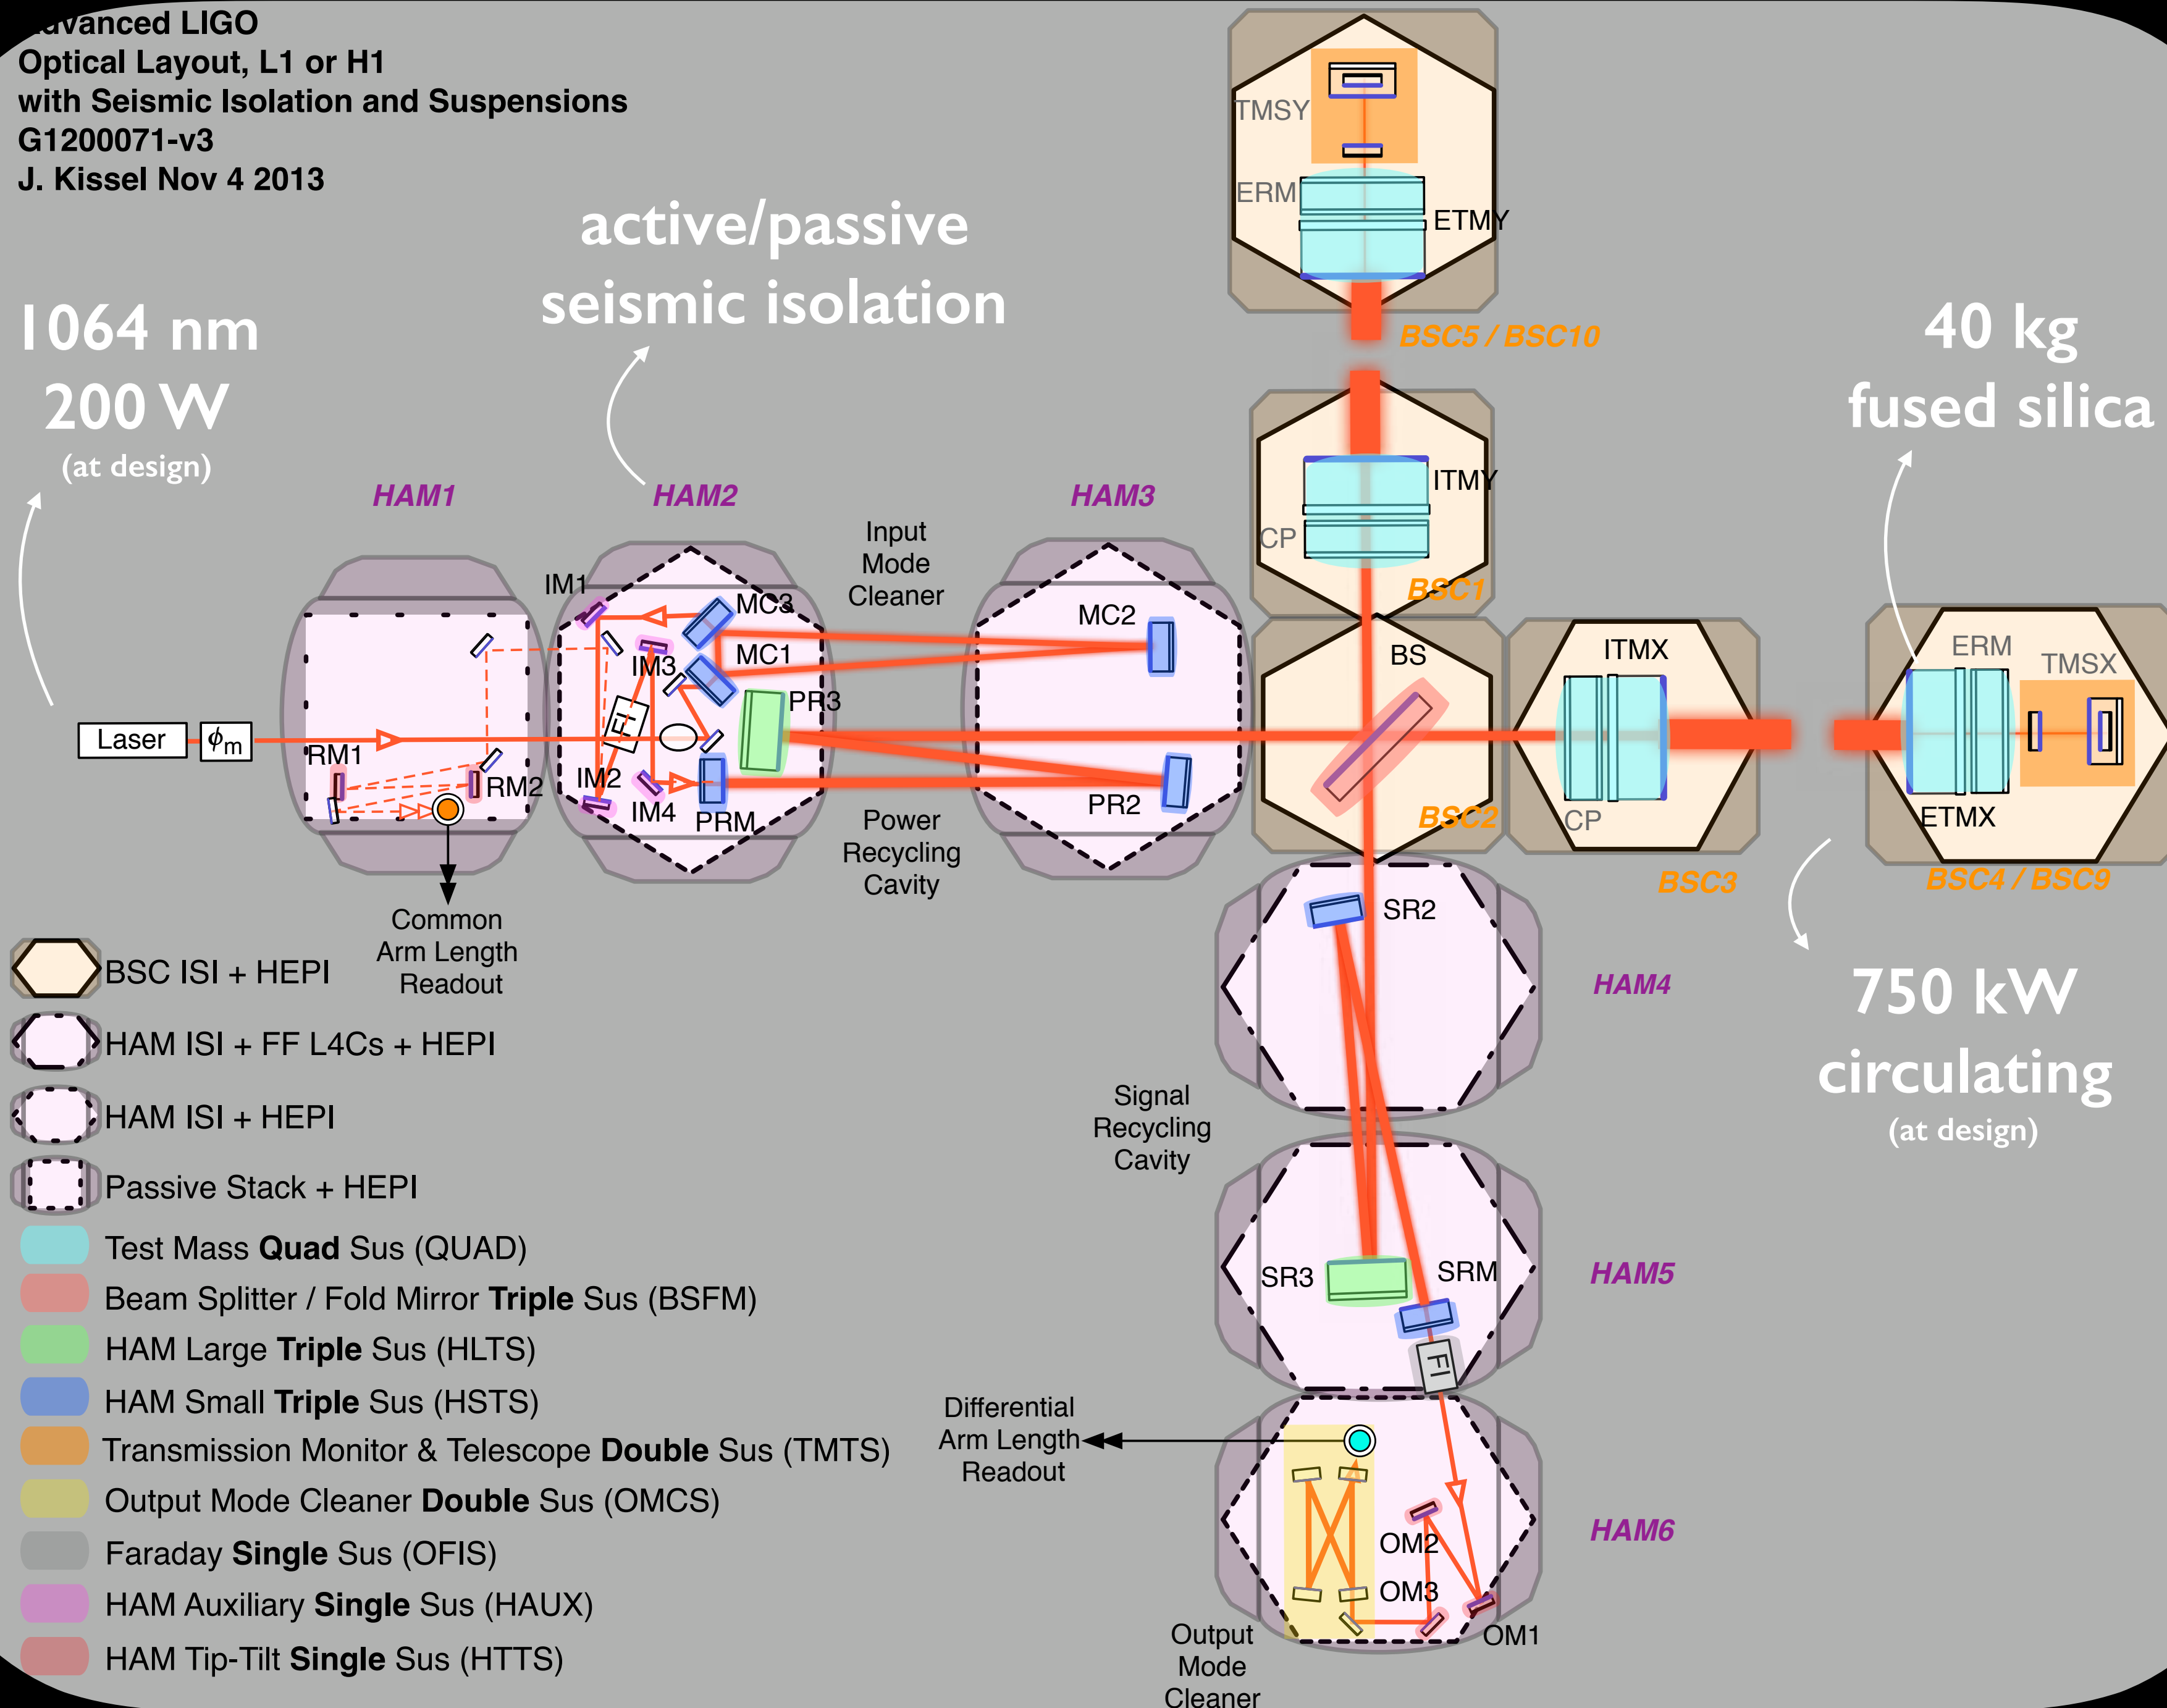 Advanced LIGO
Optical Layout, L1 or H1
with Seismic Isolation and Suspensions
G1200071-v3
J. Kissel Nov 4 2013
active/passive
seismic isolation
1064 nm
200 W
(at design)
40 kg
fused silica
750 kW
circulating
(at design)
TMSY
ERM
ETMY
BSC5 / BSC10
ITMY
CP
BSC1
HAM1
HAM2
HAM3
Input
Mode
Cleaner
IM1
MC3
MC1
IM3
MC2
PR3
FI
Laser
ϕm
RM1
RM2
IM2
IM4
PRM
PR2
Power
Recycling
Cavity
BS
BSC2
ITMX
CP
BSC3
ERM
TMSX
ETMX
BSC4 / BSC9
Common
Arm Length
Readout
SR2
HAM4
Signal
Recycling
Cavity
SR3
SRM
HAM5
FI
Differential
Arm Length
Readout
OM2
OM3
OM1
HAM6
Output
Mode
Cleaner
BSC ISI + HEPI
HAM ISI + FF L4Cs + HEPI
HAM ISI + HEPI
Passive Stack + HEPI
Test Mass Quad Sus (QUAD)
Beam Splitter / Fold Mirror Triple Sus (BSFM)
HAM Large Triple Sus (HLTS)
HAM Small Triple Sus (HSTS)
Transmission Monitor & Telescope Double Sus (TMTS)
Output Mode Cleaner Double Sus (OMCS)
Faraday Single Sus (OFIS)
HAM Auxiliary Single Sus (HAUX)
HAM Tip-Tilt Single Sus (HTTS)